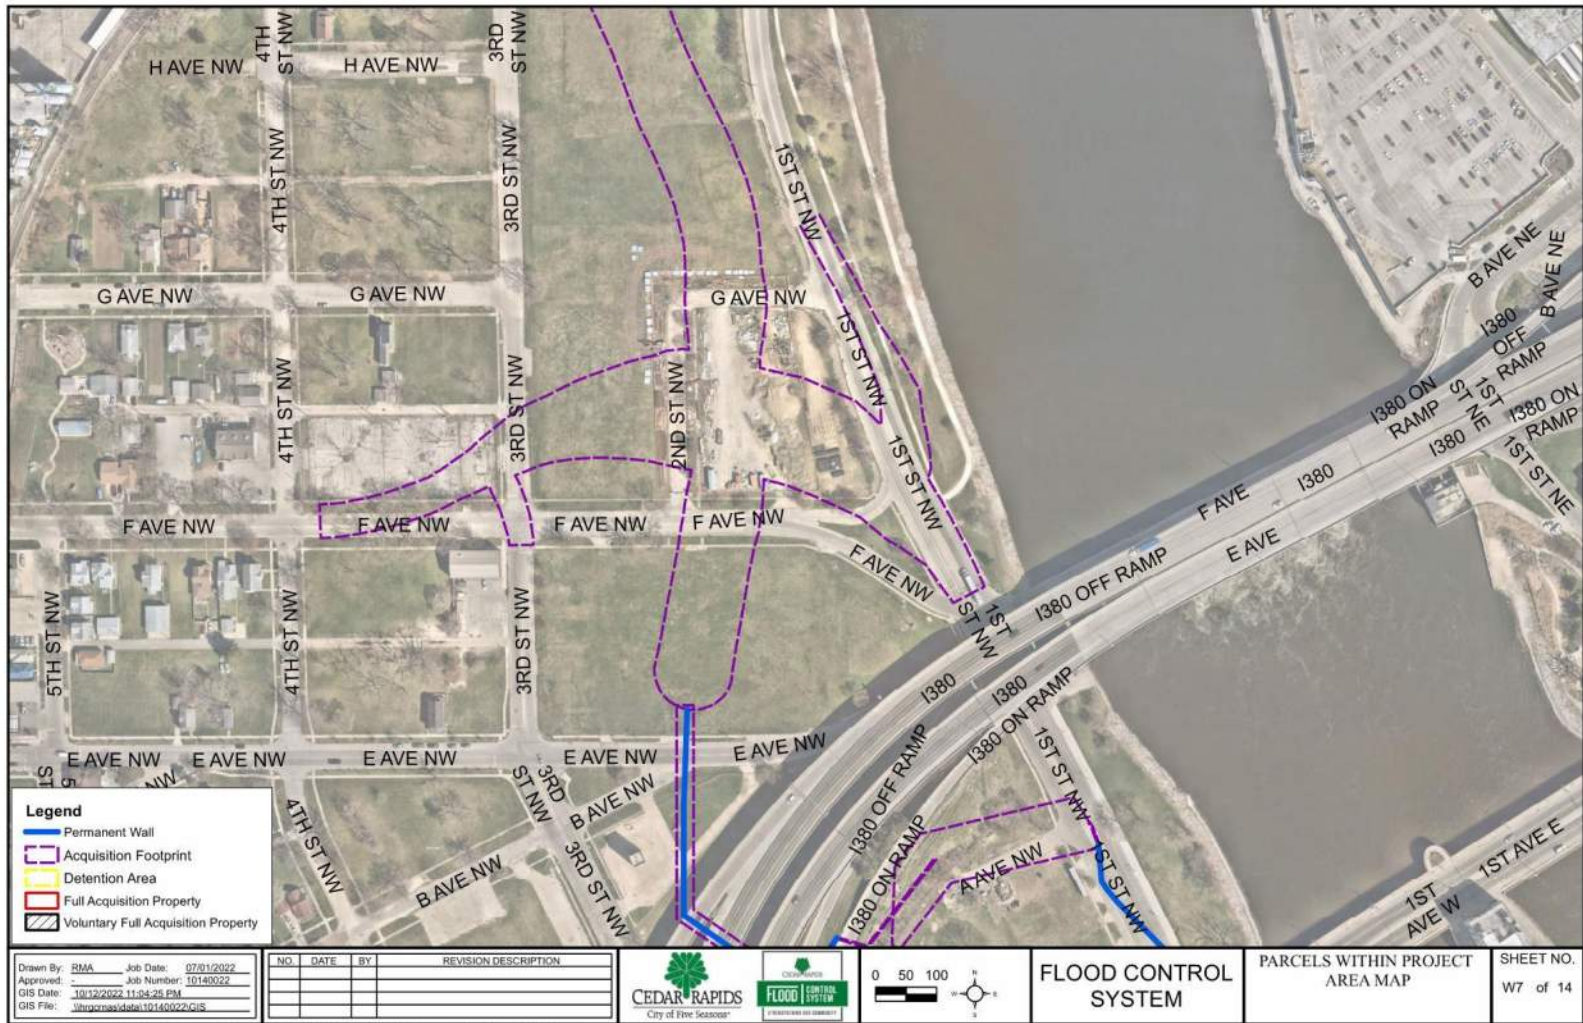 4TH
ST NW
3RD
ST NW
H AVE NW
H AVE NW
4TH ST NW
3RD ST NW
1ST ST NW
B AVE NE
B AVE NE
G AVE NW
G AVE NW
G AVE NW
1ST ST NW
I380
OFF
RAMP
4TH ST NW
3RD ST NW
2ND ST NW
I380 ON
RAMP
1ST
ST NE
I380 ON
RAMP
I380
I380
1ST ST NE
1ST ST NW
F AVE
F AVE NW
F AVE NW
F AVE NW
F AVE NW
F AVE NW
E AVE
I380 OFF RAMP
5TH ST NW
4TH ST NW
3RD ST NW
1ST
ST NW
I380
I380
I380 ON RAMP
E AVE NW
E AVE NW
E AVE NW
E AVE NW
E AVE NW
I380 OFF RAMP
1ST ST NW
3RD
ST NW
B AVE NW
4TH ST NW
3RD ST NW
B AVE NW
I380 ON RAMP
A AVE NW
1ST ST NW
1ST AVE E
1ST
AVE W
Legend
Permanent Wall
Acquisition Footprint
Detention Area
Full Acquisition Property
Voluntary Full Acquisition Property
Drawn By: RMA Job Date: 07/01/2022
Approved: - Job Number: 10140022
GIS Date: 10/12/2022 11:04:25 PM
GIS File: \\hrgcrnas\data\10140022\GIS
NO. DATE BY REVISION DESCRIPTION
CEDAR RAPIDS
City of Five Seasons
CEDAR RAPIDS
FLOOD CONTROL
SYSTEM
0 50 100
N
W E
S
FLOOD CONTROL
SYSTEM
PARCELS WITHIN PROJECT
AREA MAP
SHEET NO.
W7 of 14